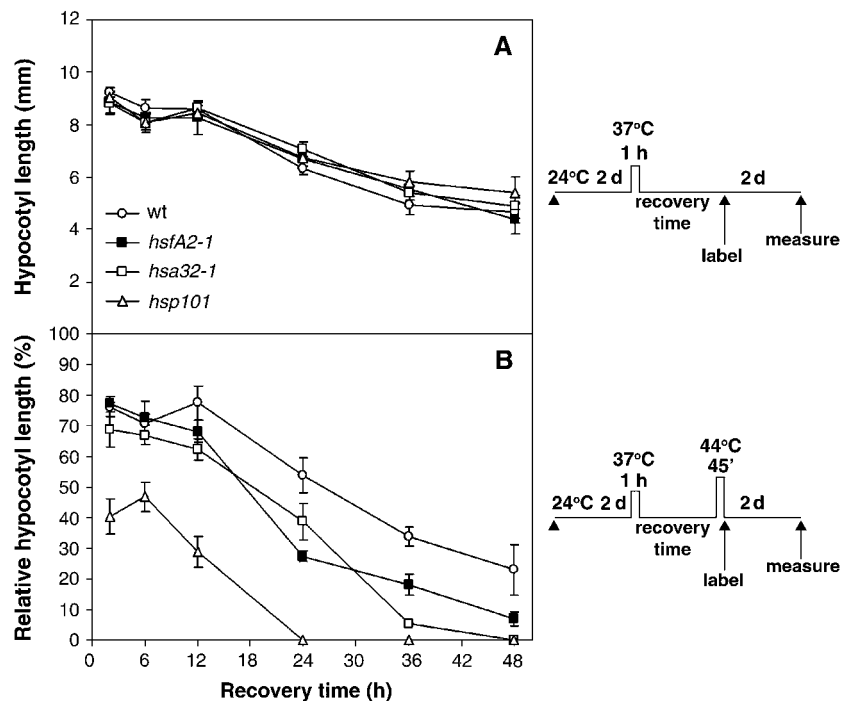 12
A
10
8
6
4
2
Hypocotyl length (mm)
wt
hsfA2-1
hsa32-1
hsp101
37°C
1 h
24°C 2 d
2 d
recovery
time
label
measure
100
B
90
80
70
60
50
40
30
20
10
0
Relative hypocotyl length (%)
0 6 12 18 24 30 36 42 48
Recovery time (h)
37°C
1 h
44°C
45'
24°C 2 d
2 d
recovery
time
label
measure